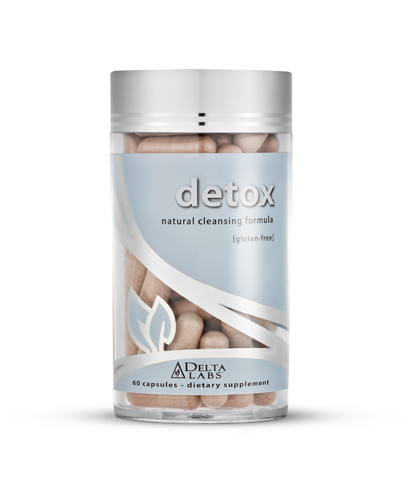 detox
natural cleansing formula
[gluten-free]
DELTA
LABS
60 capsules - dietary supplement